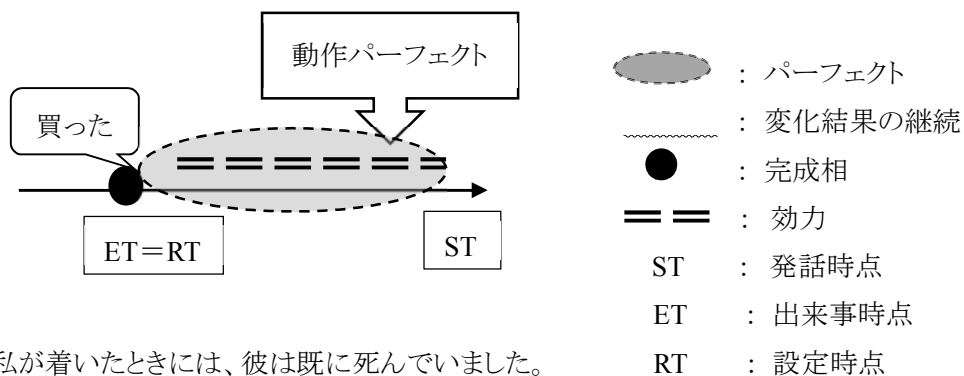 動作パーフェクト
買った
ET＝RT
ST
： パーフェクト
： 変化結果の継続
： 完成相
： 効力
ST ： 発話時点
ET ： 出来事時点
RT ： 設定時点
私が着いたときには、彼は既に死んでいました。